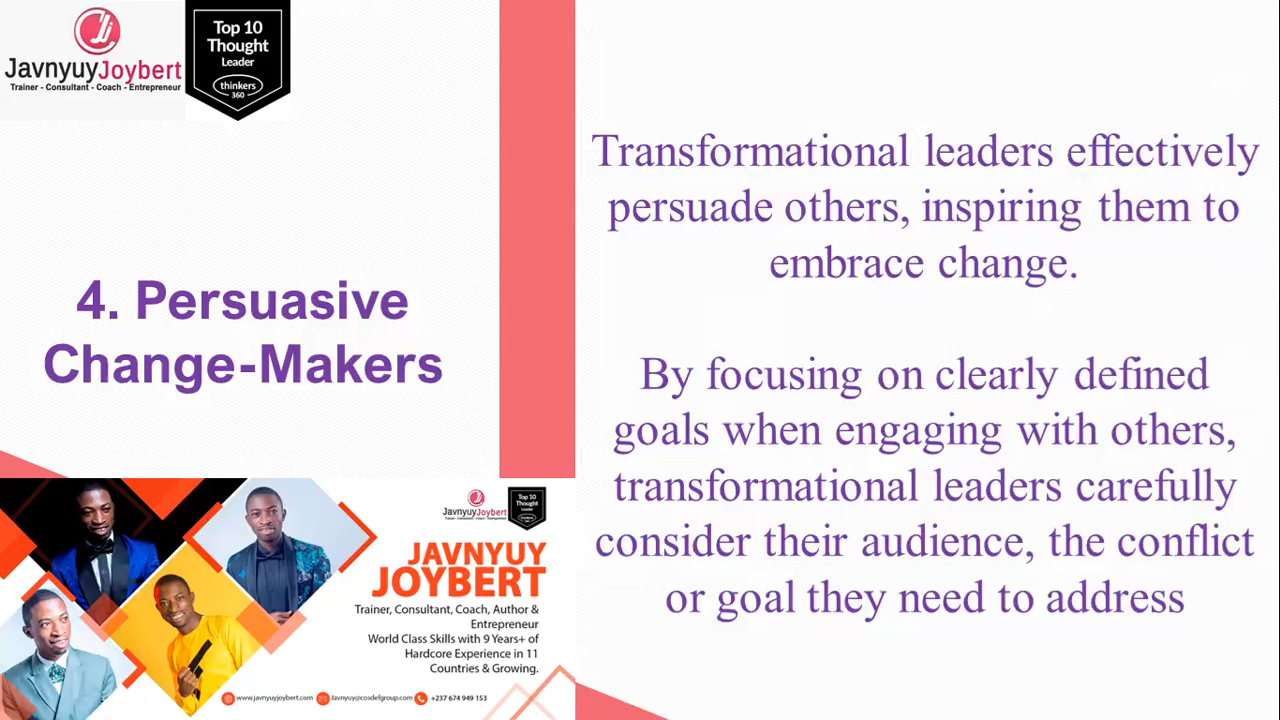 JavnyuyJoybert
Trainer - Consultant - Coach - Entrepreneur
Top 10
Thought
Leader
thinkers
360
4. Persuasive
Change-Makers
Transformational leaders effectively
persuade others, inspiring them to
embrace change.
By focusing on clearly defined
goals when engaging with others,
transformational leaders carefully
consider their audience, the conflict
or goal they need to address
JavnyuyJoybert
Top 10
Thought
Leader
JAVNYUY
JOYBERT
Trainer, Consultant, Coach, Author &
Entrepreneur
World Class Skills with 9 Years+ of
Hardcore Experience in 11
Countries & Growing.
www.javnyuyjoybert.com Javnyuy@cosdefgroup.com +237 674 949 153